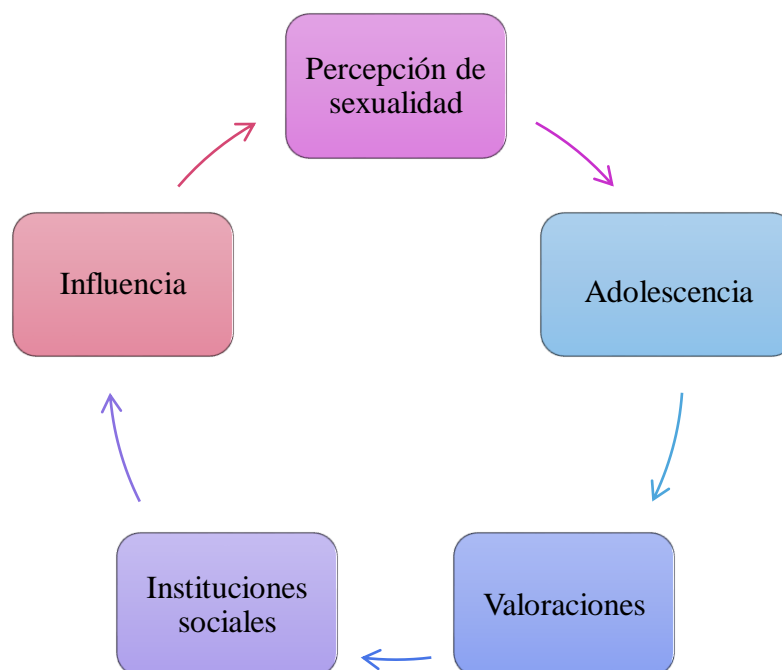 Percepción de
sexualidad
Adolescencia
Valoraciones
Instituciones
sociales
Influencia